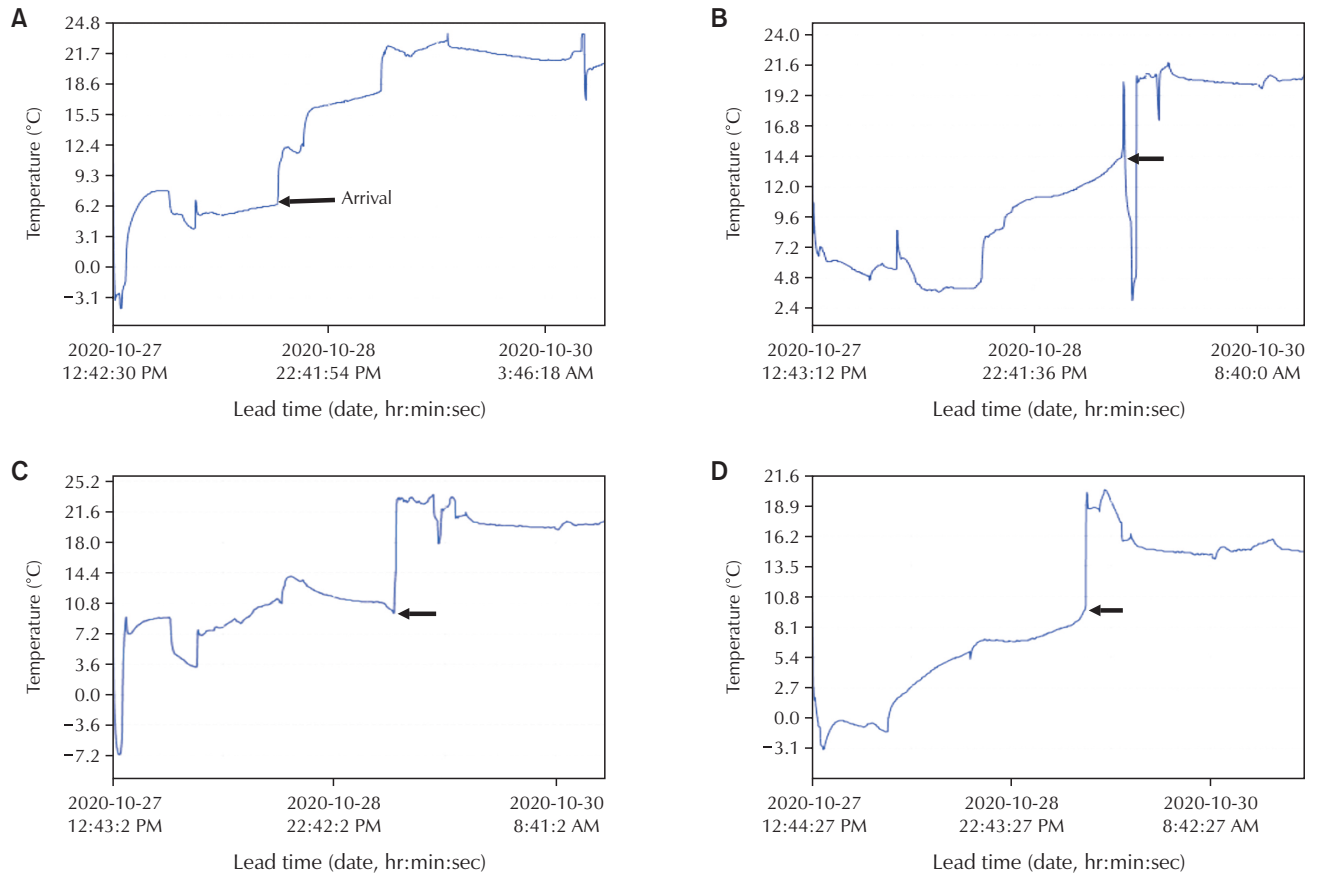 A
24.8
21.7
18.6
15.5
12.4
9.3
6.2
3.1
0.0
−3.1
Temperature (˚C)
Arrival
2020-10-27 2020-10-28 2020-10-30
12:42:30 PM 22:41:54 PM 3:46:18 AM
Lead time (date, hr:min:sec)
B
24.0
21.6
19.2
16.8
14.4
12.0
9.6
7.2
4.8
2.4
Temperature (˚C)
2020-10-27 2020-10-28 2020-10-30
12:43:12 PM 22:41:36 PM 8:40:0 AM
Lead time (date, hr:min:sec)
C
25.2
21.6
18.0
14.4
10.8
7.2
3.6
0.0
−3.6
−7.2
Temperature (˚C)
2020-10-27 2020-10-28 2020-10-30
12:43:2 PM 22:42:2 PM 8:41:2 AM
Lead time (date, hr:min:sec)
D
21.6
18.9
16.2
13.5
10.8
8.1
5.4
2.7
0.0
−3.1
Temperature (˚C)
2020-10-27 2020-10-28 2020-10-30
12:44:27 PM 22:43:27 PM 8:42:27 AM
Lead time (date, hr:min:sec)